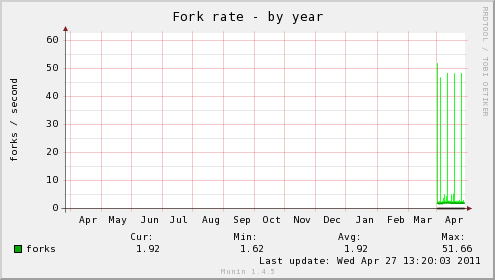 Fork rate - by year
RRDTOOL / TOBI OETIKER
forks / second
60
50
40
30
20
10
0
Apr May Jun Jul Aug Sep Oct Nov Dec Jan Feb Mar Apr
Cur: Min: Avg: Max:
forks 1.92 1.62 1.92 51.66
Last update: Wed Apr 27 13:20:03 2011
Munin 1.4.5